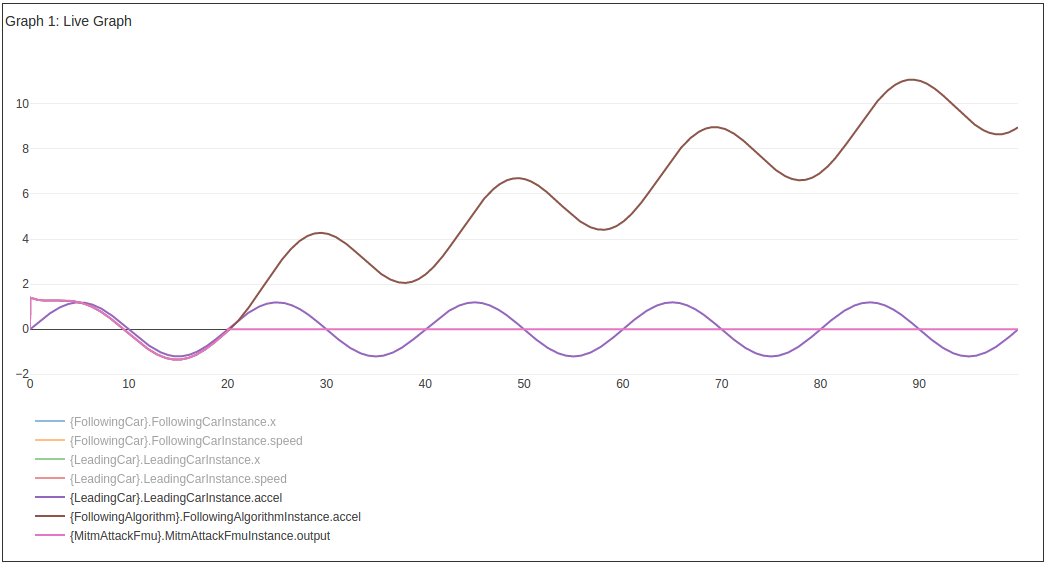 Graph 1: Live Graph
10
8
6
4
2
0
−2
0 10 20 30 40 50 60 70 80 90
{FollowingCar}.FollowingCarInstance.x
{FollowingCar}.FollowingCarInstance.speed
{LeadingCar}.LeadingCarInstance.x
{LeadingCar}.LeadingCarInstance.speed
{LeadingCar}.LeadingCarInstance.accel
{FollowingAlgorithm}.FollowingAlgorithmInstance.accel
{MitmAttackFmu}.MitmAttackFmuInstance.output